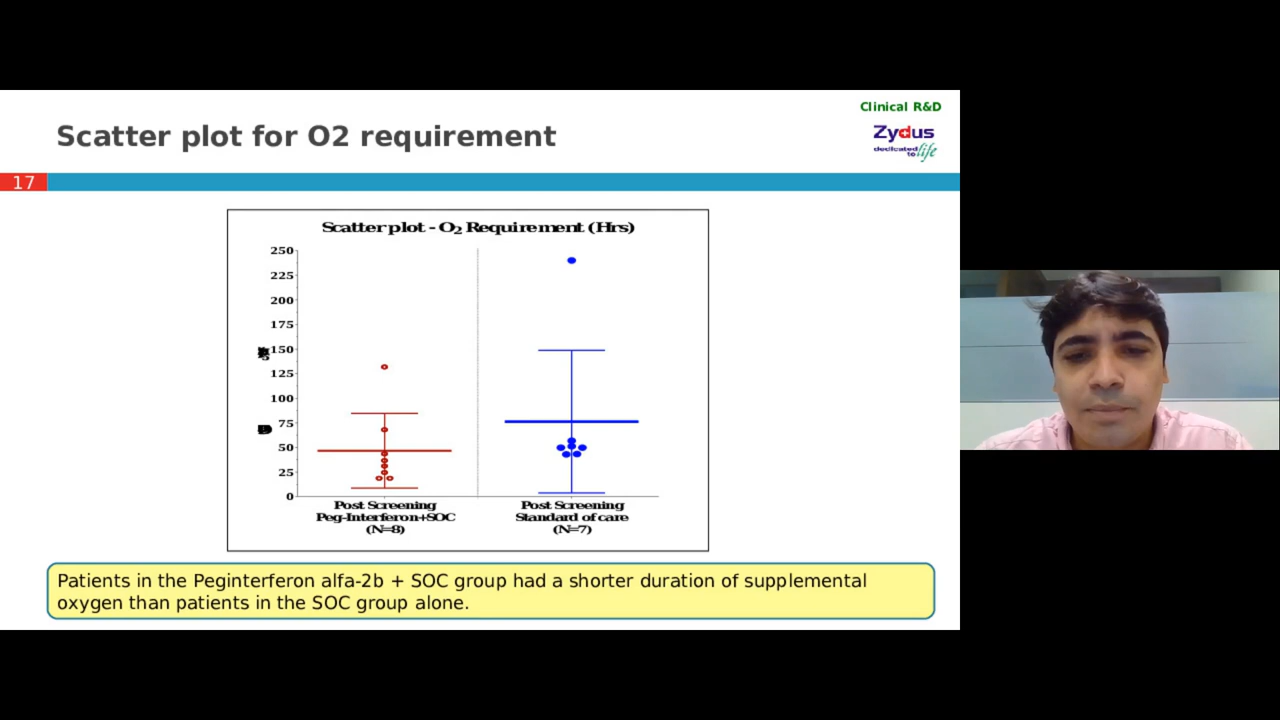 Clinical R&D
Scatter plot for O2 requirement
Zydus
dedicated
to life
17
Scatter plot - O₂ Requirement (Hrs)
250
225
200
175
150
125
100
75
50
25
0
Post Screening
Peg-Interferon+SOC
(N=8)
Post Screening
Standard of care
(N=7)
Patients in the Peginterferon alfa-2b + SOC group had a shorter duration of supplemental
oxygen than patients in the SOC group alone.